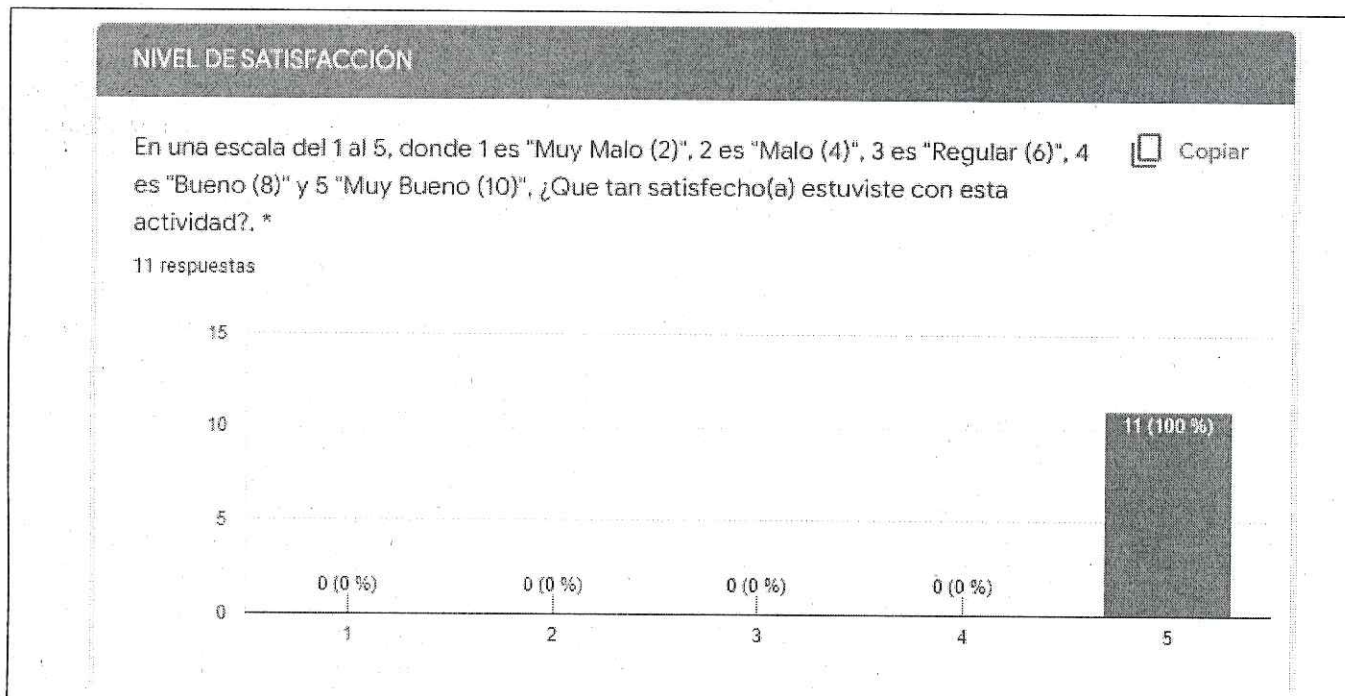 NIVEL DE SATISFACCIÓN
En una escala del 1 al 5, donde 1 es "Muy Malo (2)", 2 es "Malo (4)", 3 es "Regular (6)", 4
es "Bueno (8)" y 5 "Muy Bueno (10)", ¿Que tan satisfecho(a) estuviste con esta
actividad?. *
Copiar
11 respuestas
15
10
5
0
0 (0 %)
0 (0 %)
0 (0 %)
0 (0 %)
11 (100 %)
1
2
3
4
5